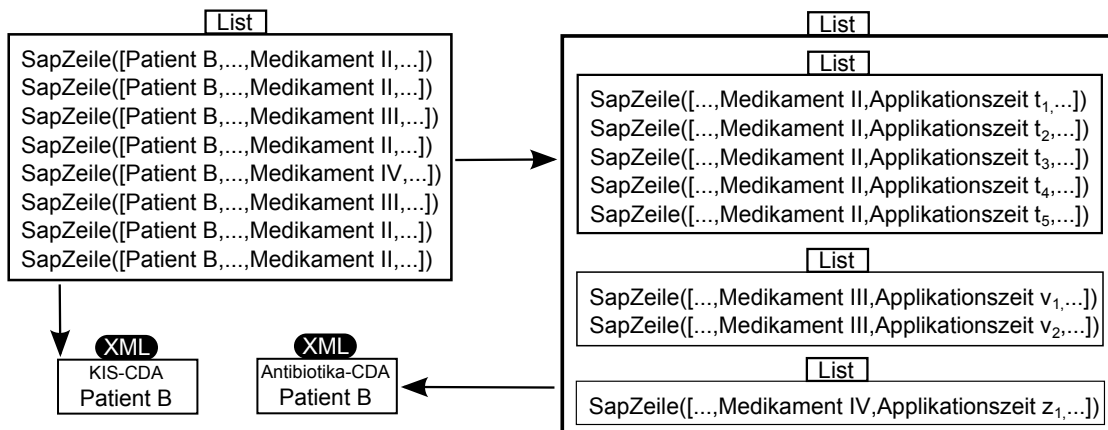 List
SapZeile([Patient B,...,Medikament II,...])
SapZeile([Patient B,...,Medikament II,...])
SapZeile([Patient B,...,Medikament III,...])
SapZeile([Patient B,...,Medikament II,...])
SapZeile([Patient B,...,Medikament IV,...])
SapZeile([Patient B,...,Medikament III,...])
SapZeile([Patient B,...,Medikament II,...])
SapZeile([Patient B,...,Medikament II,...])
XML
KIS-CDA
Patient B
XML
Antibiotika-CDA
Patient B
List
List
SapZeile([...,Medikament II,Applikationszeit t₁,...])
SapZeile([...,Medikament II,Applikationszeit t₂,...])
SapZeile([...,Medikament II,Applikationszeit t₃,...])
SapZeile([...,Medikament II,Applikationszeit t₄,...])
SapZeile([...,Medikament II,Applikationszeit t₅,...])
List
SapZeile([...,Medikament III,Applikationszeit v₁,...])
SapZeile([...,Medikament III,Applikationszeit v₂,...])
List
SapZeile([...,Medikament IV,Applikationszeit z₁,...])